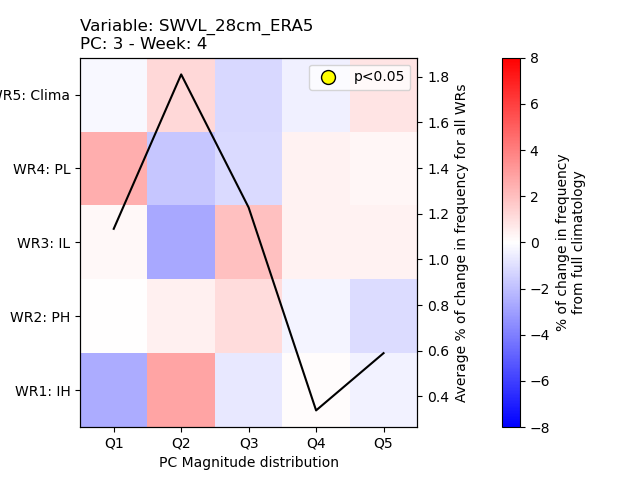 Variable: SWVL_28cm_ERA5
PC: 3 - Week: 4
p<0.05
WR5: Clima
WR4: PL
WR3: IL
WR2: PH
WR1: IH
Q1 Q2 Q3 Q4 Q5
PC Magnitude distribution
1.8
1.6
1.4
1.2
1.0
0.8
0.6
0.4
Average % of change in frequency for all WRs
8
6
4
2
0
−2
−4
−6
−8
% of change in frequency
from full climatology